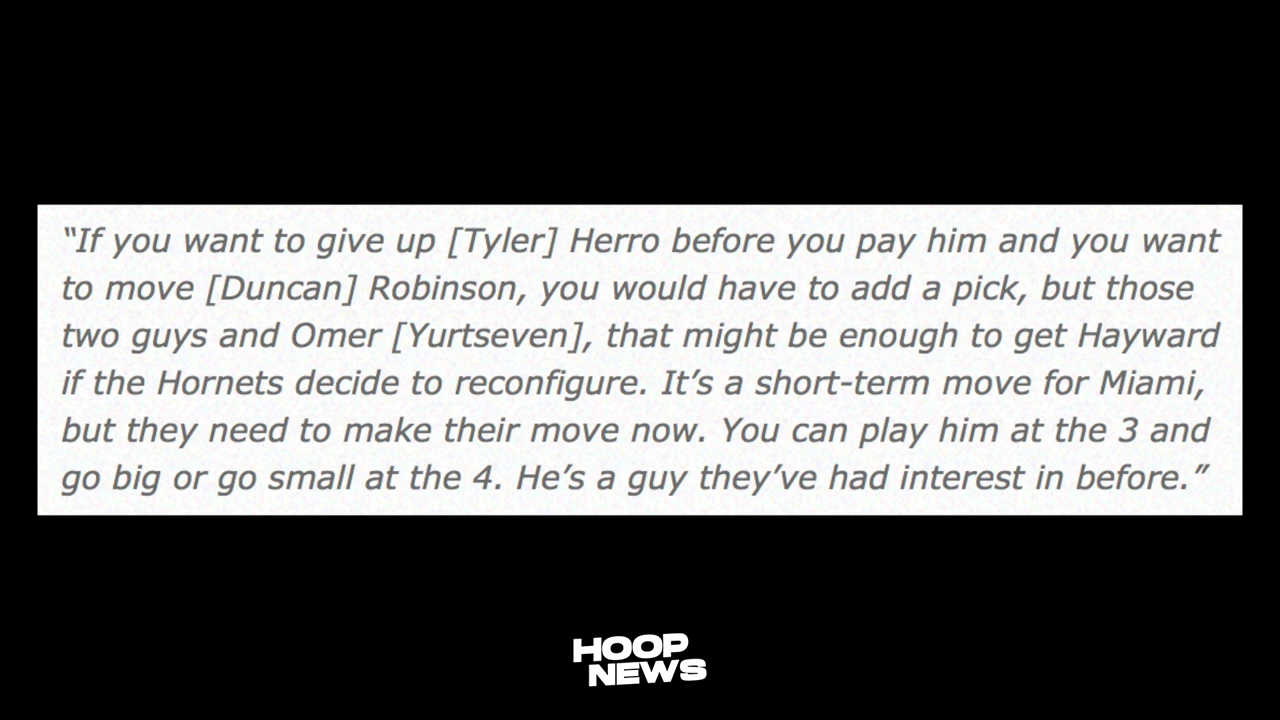 “If you want to give up [Tyler] Herro before you pay him and you want
to move [Duncan] Robinson, you would have to add a pick, but those
two guys and Omer [Yurtseven], that might be enough to get Hayward
if the Hornets decide to reconfigure. It’s a short-term move for Miami,
but they need to make their move now. You can play him at the 3 and
go big or go small at the 4. He’s a guy they’ve had interest in before.”
HOOP
NEWS